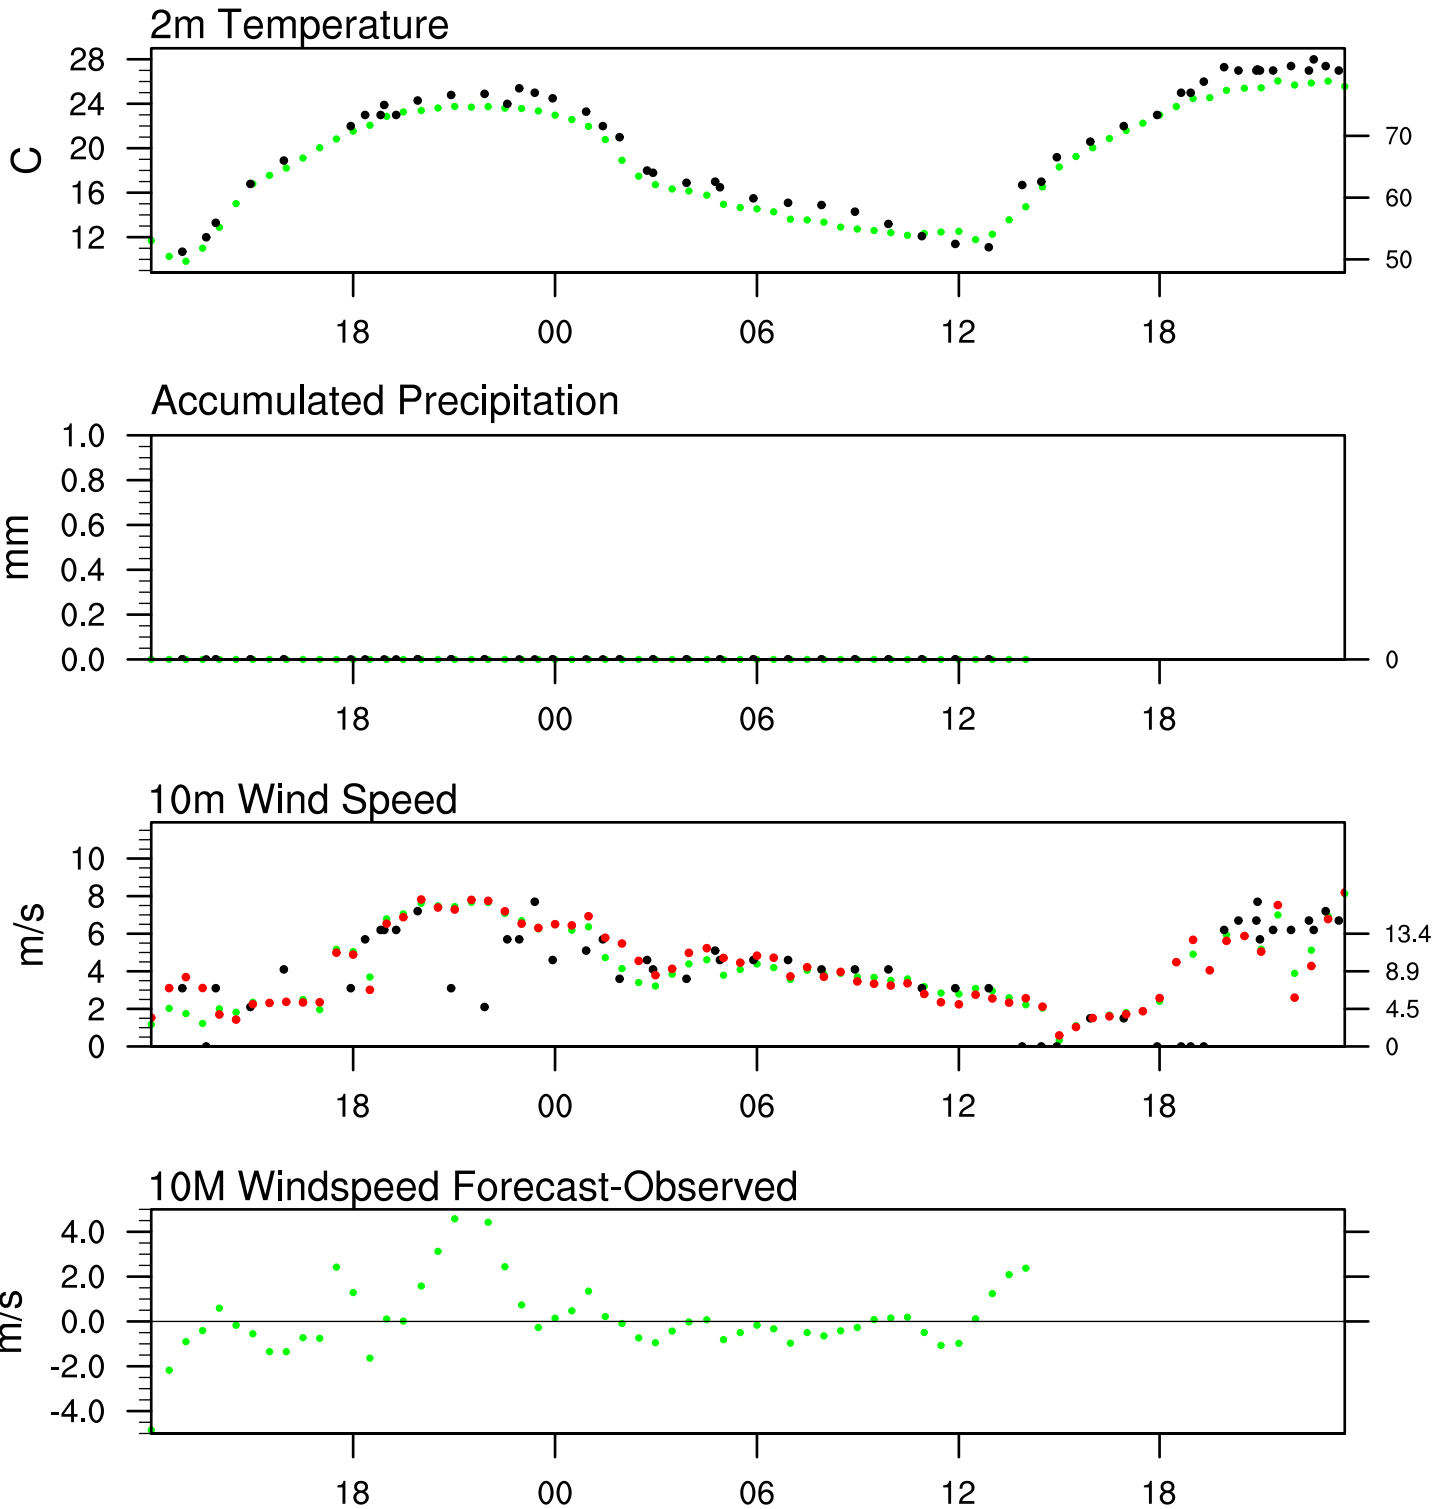 2m Temperature
28
24
20
16
12
C
70
60
50
18 00 06 12 18
Accumulated Precipitation
1.0
0.8
0.6
0.4
0.2
0.0
mm
0
18 00 06 12 18
10m Wind Speed
10
8
6
4
2
0
m/s
13.4
8.9
4.5
0
18 00 06 12 18
10M Windspeed Forecast-Observed
4.0
2.0
0.0
-2.0
-4.0
m/s
18 00 06 12 18